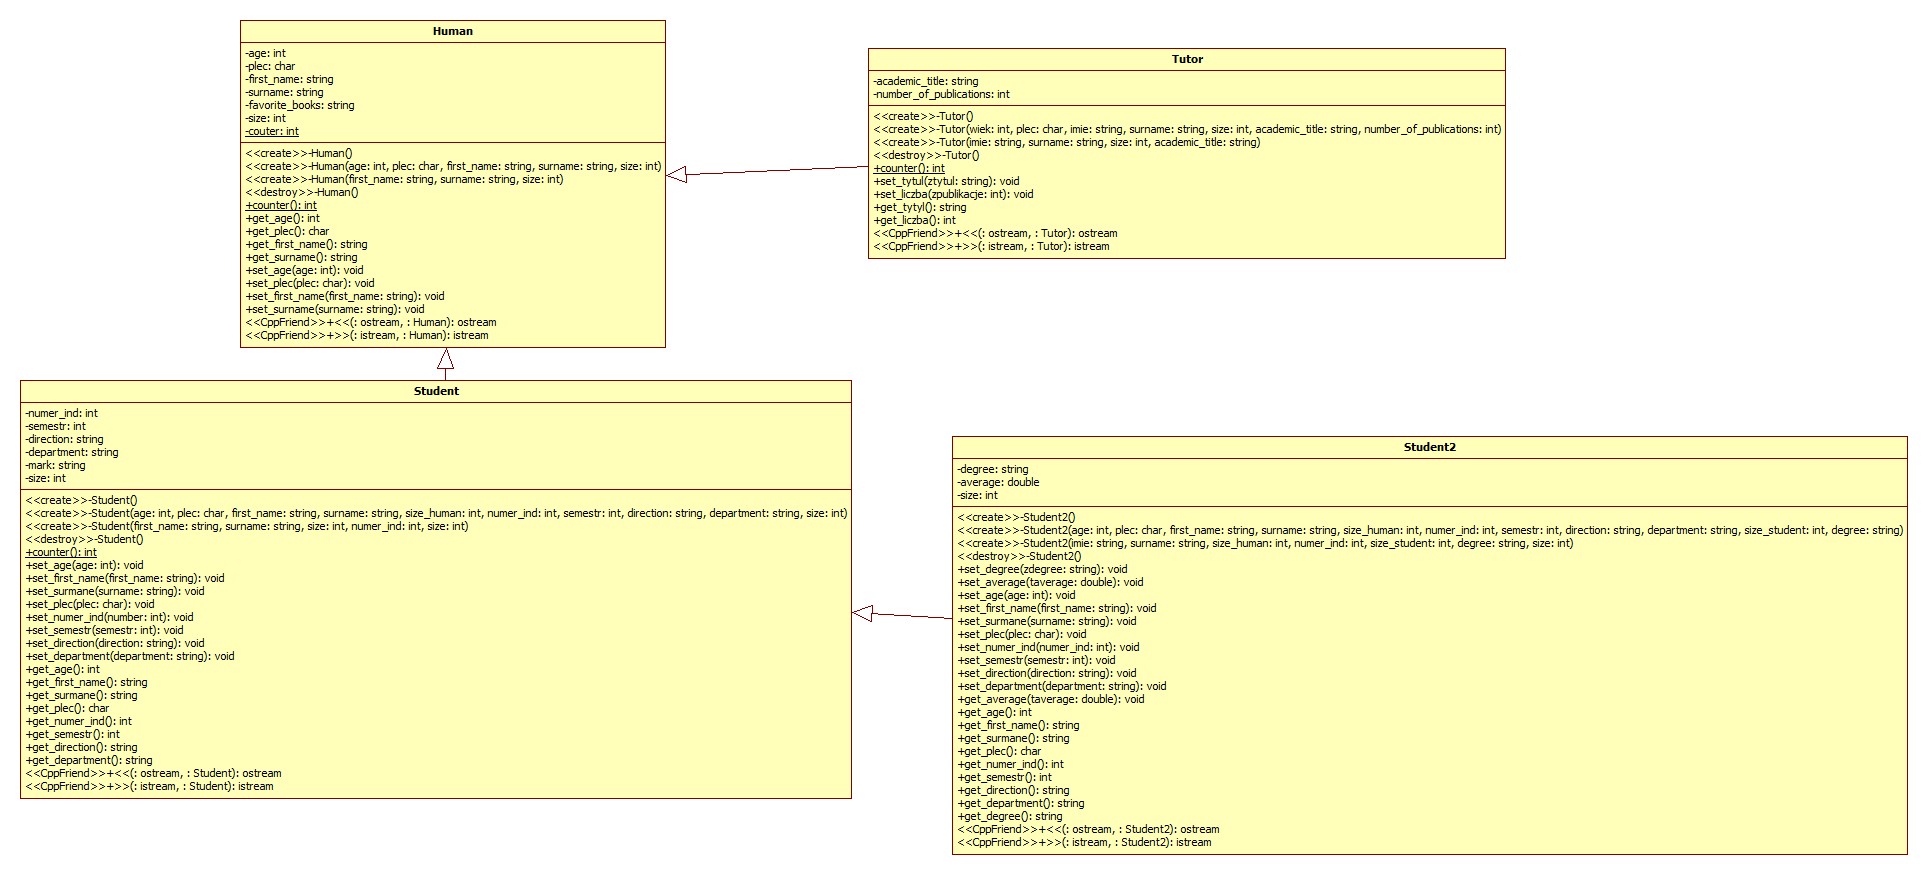 Human
-age: int
-plec: char
-first_name: string
-surname: string
-favorite_books: string
-size: int
-couter: int
<<create>>-Human()
<<create>>-Human(age: int, plec: char, first_name: string, surname: string, size: int)
<<create>>-Human(first_name: string, surname: string, size: int)
<<destroy>>-Human()
+counter(): int
+get_age(): int
+get_plec(): char
+get_first_name(): string
+get_surname(): string
+set_age(age: int): void
+set_plec(plec: char): void
+set_first_name(first_name: string): void
+set_surname(surname: string): void
<<CppFriend>>+<<(: ostream, : Human): ostream
<<CppFriend>>+>>(: istream, : Human): istream
Tutor
-academic_title: string
-number_of_publications: int
<<create>>-Tutor()
<<create>>-Tutor(wiek: int, plec: char, imie: string, surname: string, size: int, academic_title: string, number_of_publications: int)
<<create>>-Tutor(imie: string, surname: string, size: int, academic_title: string)
<<destroy>>-Tutor()
+counter(): int
+set_tytul(ztytul: string): void
+set_liczba(zpublikacje: int): void
+get_tytyl(): string
+get_liczba(): int
<<CppFriend>>+<<(: ostream, : Tutor): ostream
<<CppFriend>>+>>(: istream, : Tutor): istream
Student
-numer_ind: int
-semestr: int
-direction: string
-department: string
-mark: string
-size: int
<<create>>-Student()
<<create>>-Student(age: int, plec: char, first_name: string, surname: string, size_human: int, numer_ind: int, semestr: int, direction: string, department: string, size: int)
<<create>>-Student(first_name: string, surname: string, size: int, numer_ind: int, size: int)
<<destroy>>-Student()
+counter(): int
+set_age(age: int): void
+set_first_name(first_name: string): void
+set_surmane(surname: string): void
+set_plec(plec: char): void
+set_numer_ind(number: int): void
+set_semestr(semestr: int): void
+set_direction(direction: string): void
+set_department(department: string): void
+get_age(): int
+get_first_name(): string
+get_surmane(): string
+get_plec(): char
+get_numer_ind(): int
+get_semestr(): int
+get_direction(): string
+get_department(): string
<<CppFriend>>+<<(: ostream, : Student): ostream
<<CppFriend>>+>>(: istream, : Student): istream
Student2
-degree: string
-average: double
-size: int
<<create>>-Student2()
<<create>>-Student2(age: int, plec: char, first_name: string, surname: string, size_human: int, numer_ind: int, semestr: int, direction: string, department: string, size_student: int, degree: string)
<<create>>-Student2(imie: string, surname: string, size_human: int, numer_ind: int, size_student: int, degree: string, size: int)
<<destroy>>-Student2()
+set_degree(zdegree: string): void
+set_average(taverage: double): void
+set_age(age: int): void
+set_first_name(first_name: string): void
+set_surmane(surname: string): void
+set_plec(plec: char): void
+set_numer_ind(numer_ind: int): void
+set_semestr(semestr: int): void
+set_direction(direction: string): void
+set_department(department: string): void
+get_average(taverage: double): void
+get_age(): int
+get_first_name(): string
+get_surmane(): string
+get_plec(): char
+get_numer_ind(): int
+get_semestr(): int
+get_direction(): string
+get_department(): string
+get_degree(): string
<<CppFriend>>+<<(: ostream, : Student2): ostream
<<CppFriend>>+>>(: istream, : Student2): istream